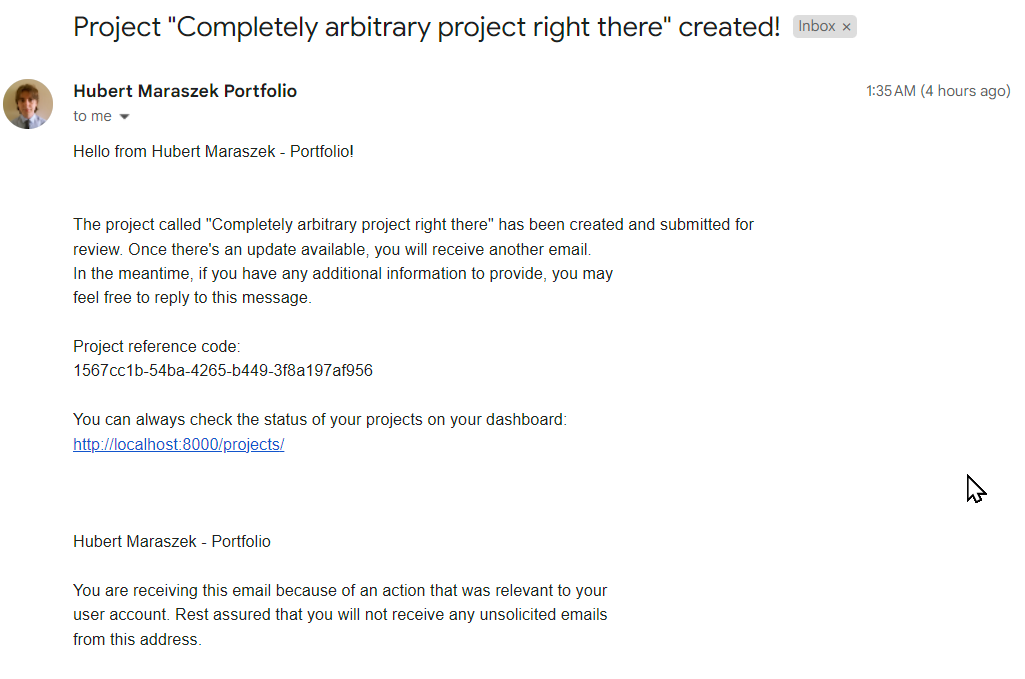 Project "Completely arbitrary project right there" created! Inbox ×
Hubert Maraszek Portfolio 1:35 AM (4 hours ago)
to me
Hello from Hubert Maraszek - Portfolio!
The project called "Completely arbitrary project right there" has been created and submitted for
review. Once there's an update available, you will receive another email.
In the meantime, if you have any additional information to provide, you may
feel free to reply to this message.
Project reference code:
1567cc1b-54ba-4265-b449-3f8a197af956
You can always check the status of your projects on your dashboard:
http://localhost:8000/projects/
Hubert Maraszek - Portfolio
You are receiving this email because of an action that was relevant to your
user account. Rest assured that you will not receive any unsolicited emails
from this address.